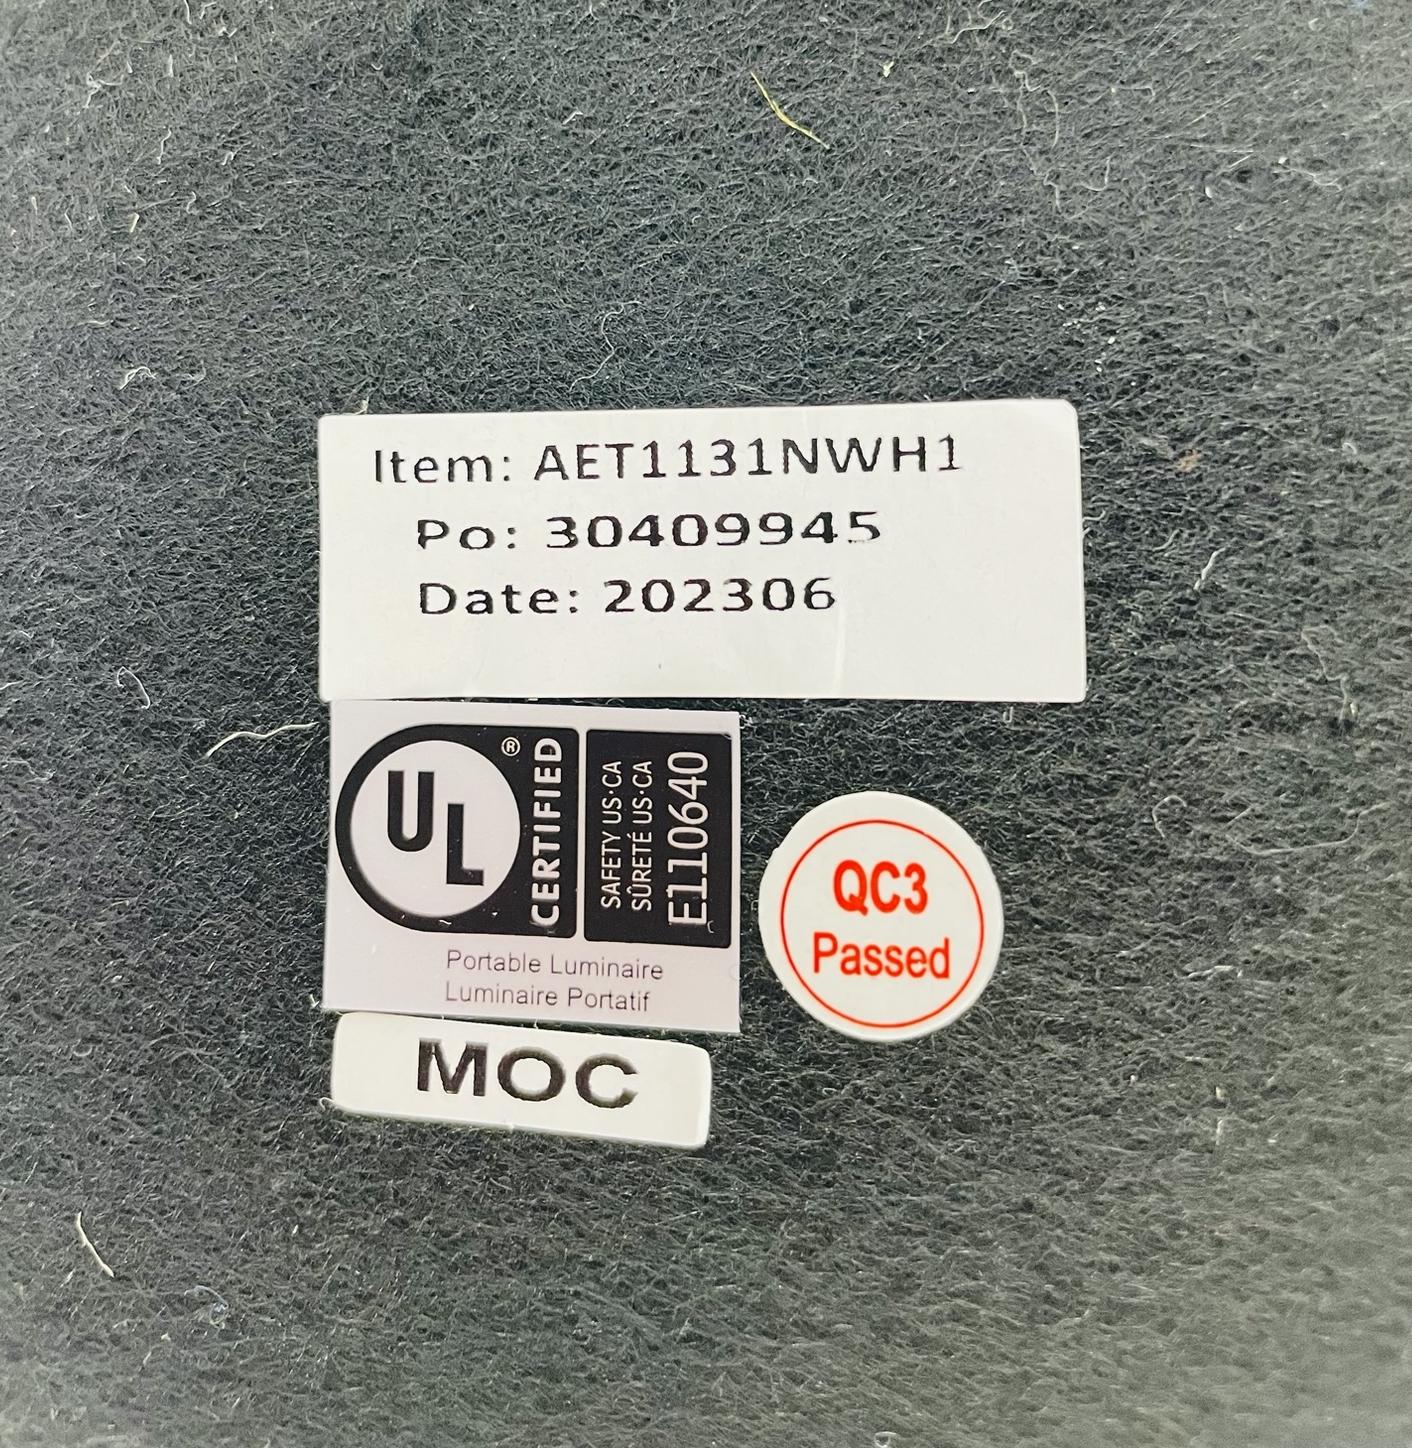 Item: AET1131NWH1
Po: 30409945
Date: 202306
UL
®
CERTIFIED
SAFETY US·CA
SÛRETÉ US·CA
E110640
Portable Luminaire
Luminaire Portatif
QC3
Passed
MOC